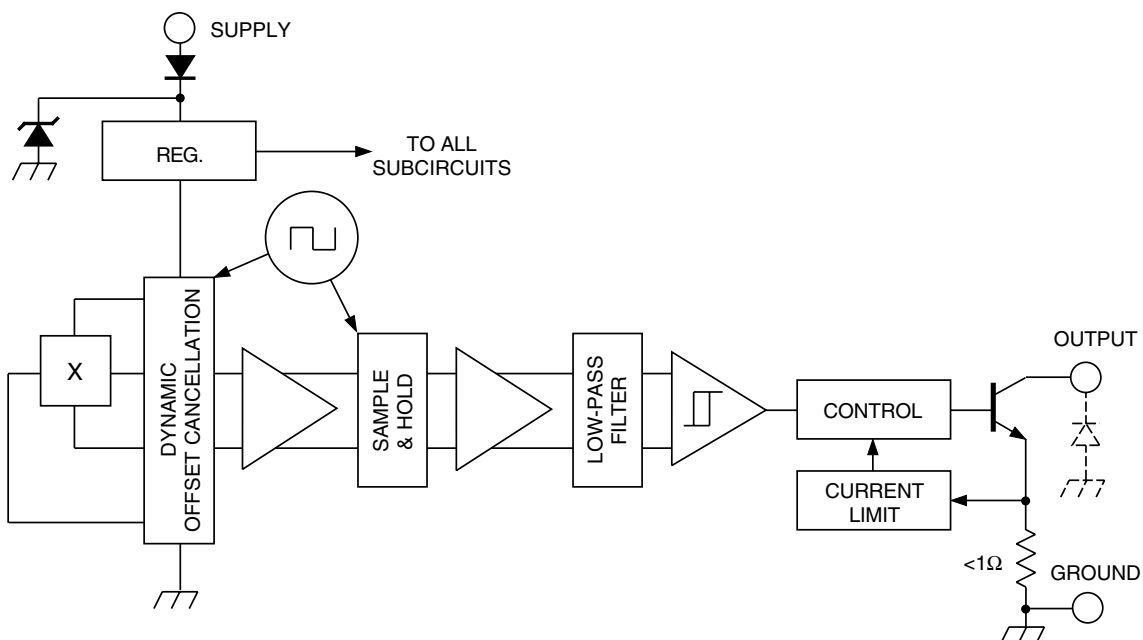 SUPPLY
REG.
TO ALL
SUBCIRCUITS
X
DYNAMIC
OFFSET CANCELLATION
SAMPLE
& HOLD
LOW-PASS
FILTER
CONTROL
CURRENT
LIMIT
OUTPUT
<1Ω
GROUND